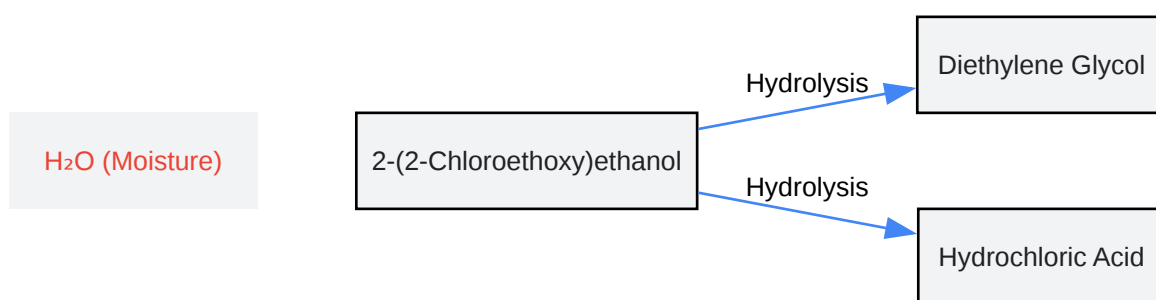 H₂O (Moisture)
2-(2-Chloroethoxy)ethanol
Hydrolysis
Diethylene Glycol
Hydrolysis
Hydrochloric Acid